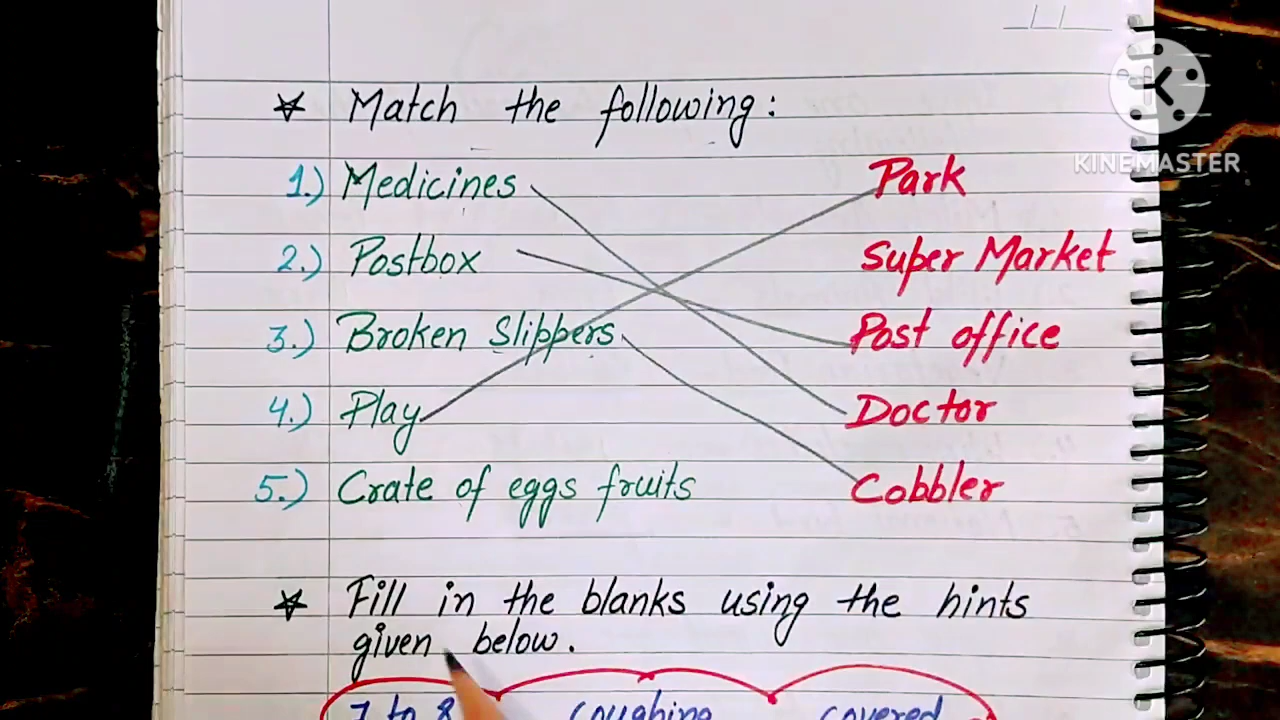 KINEMASTER
Match the following:
1.) Medicines Park
2.) Postbox Super Market
3.) Broken Slippers Post office
4.) Play Doctor
5.) Crate of eggs fruits Cobbler
Fill in the blanks using the hints
given below.
7 to 8 coughing covered